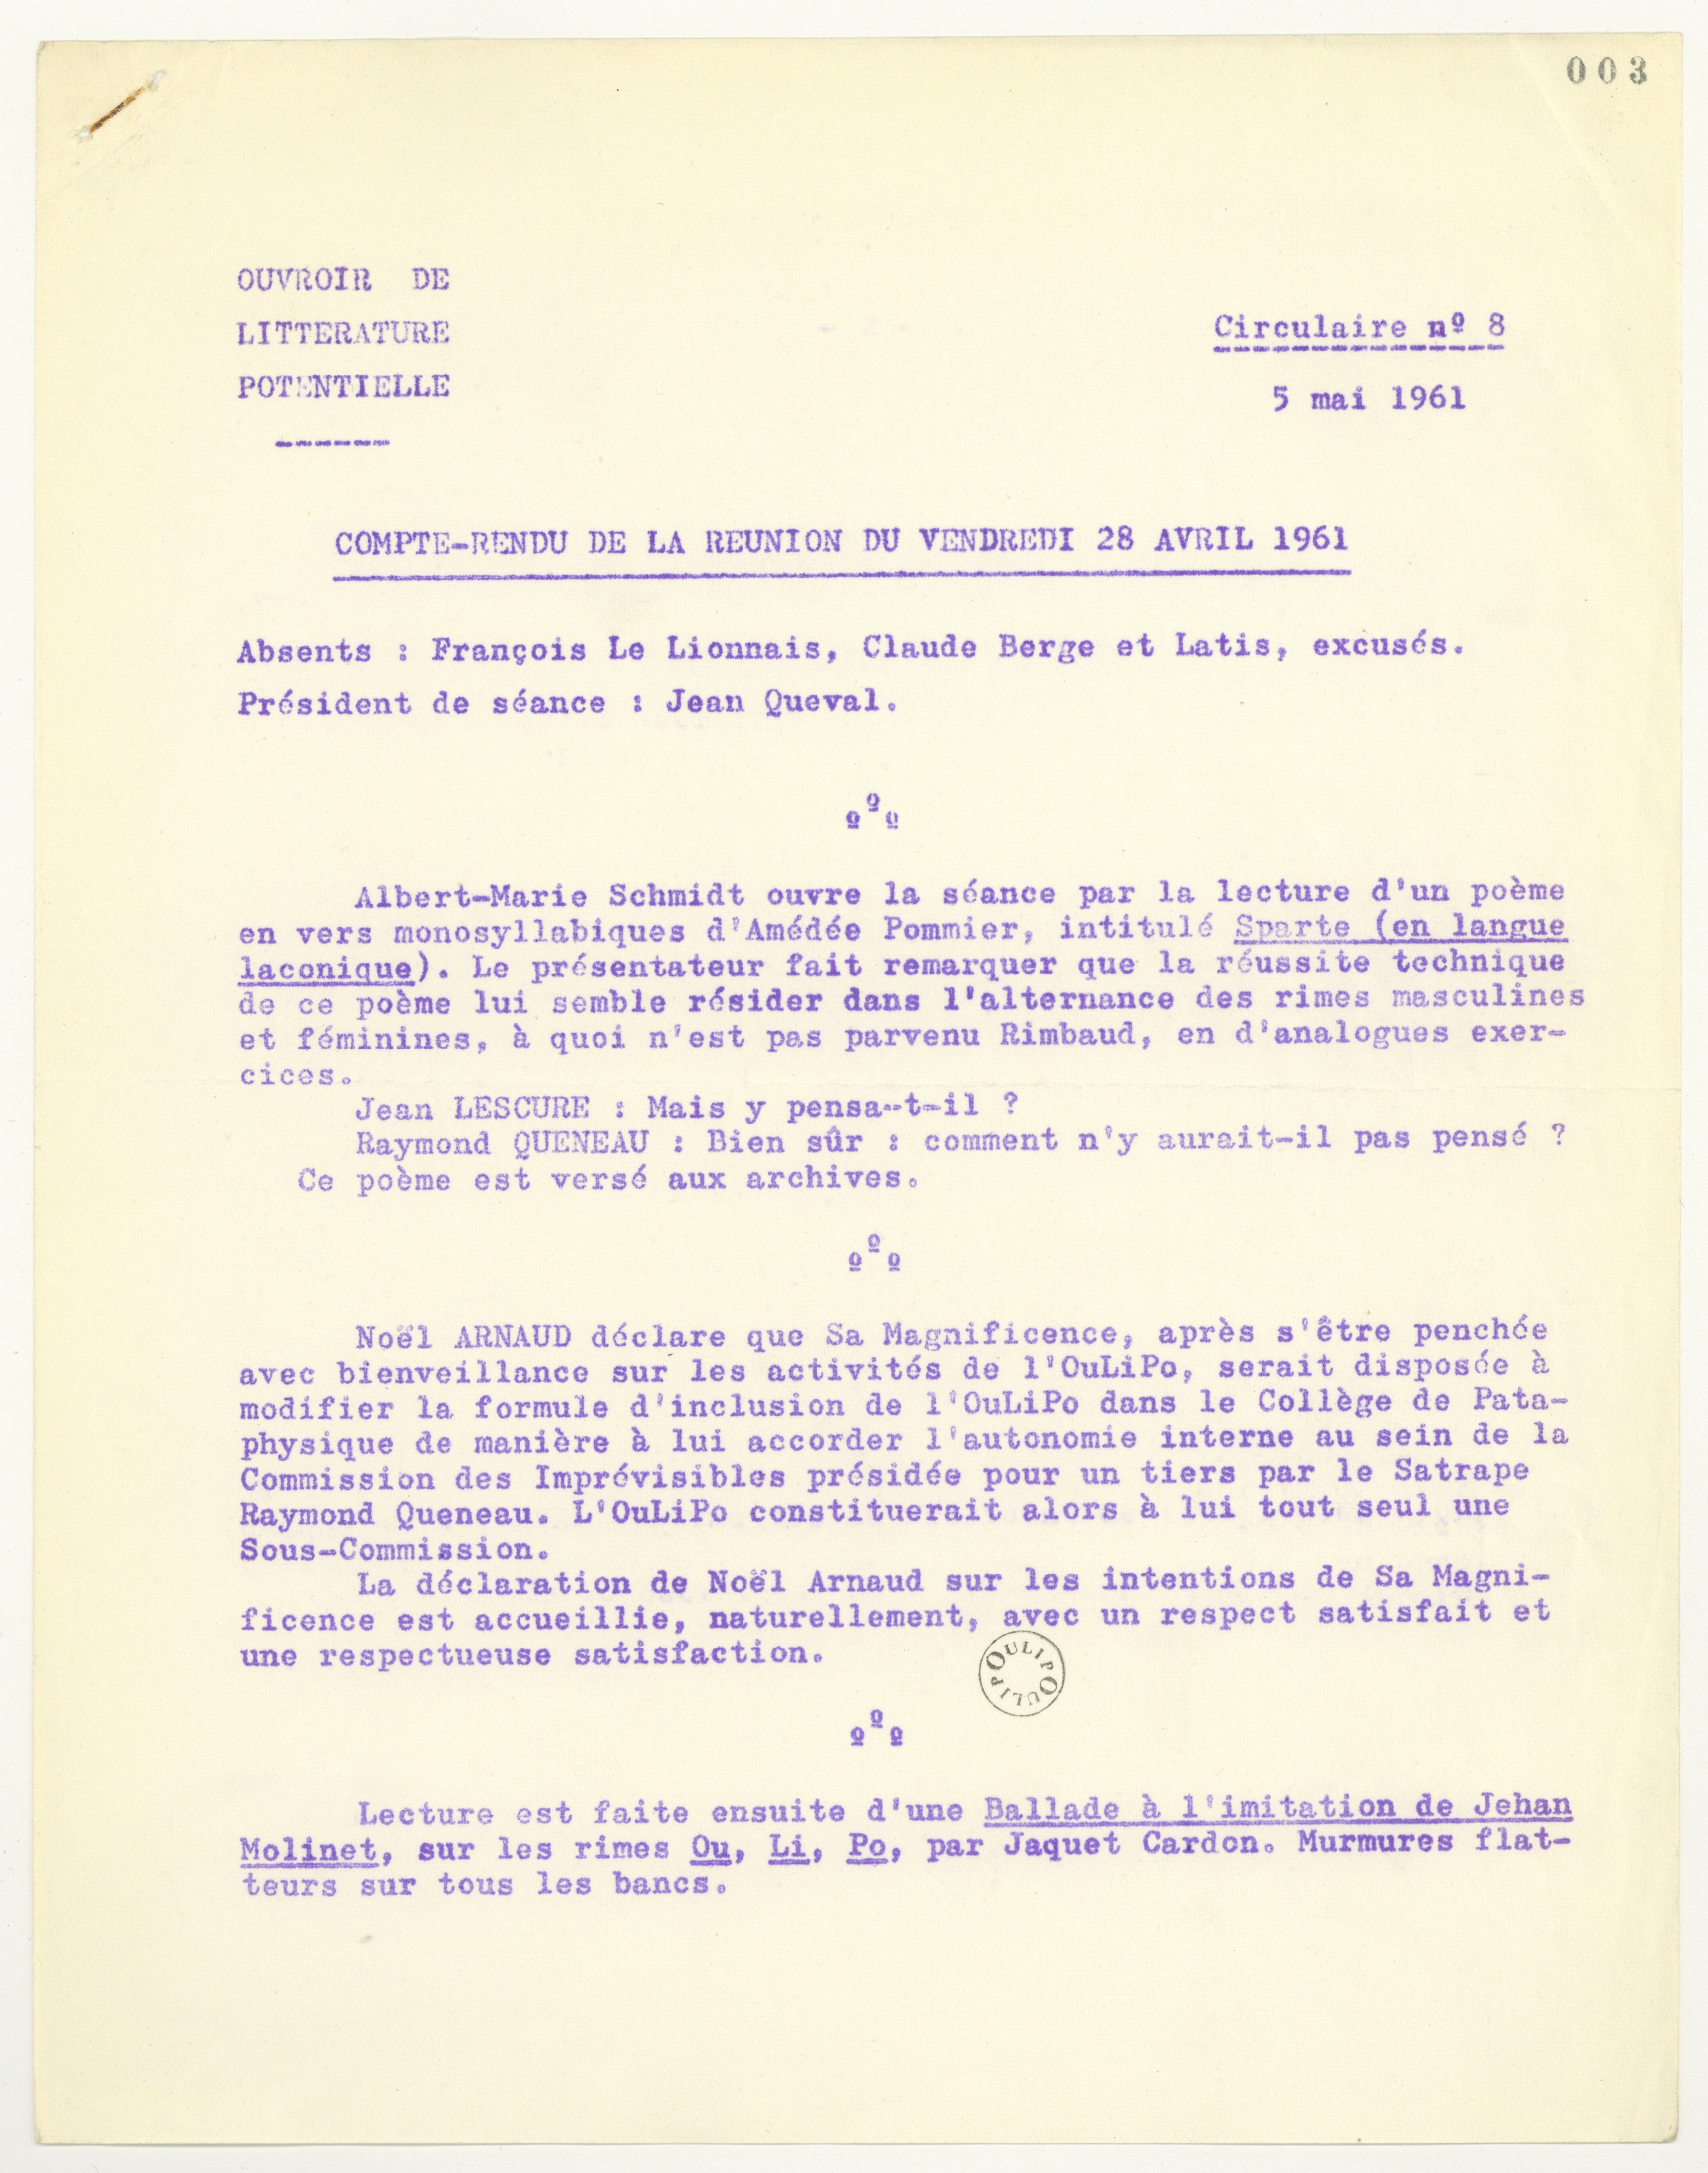 003
OUVROIR DE
LITTERATURE
POTENTIELLE
Circulaire nº 8
5 mai 1961
COMPTE-RENDU DE LA REUNION DU VENDREDI 28 AVRIL 1961
Absents : François Le Lionnais, Claude Berge et Latis, excusés.
Président de séance : Jean Queval.
Albert-Marie Schmidt ouvre la séance par la lecture d'un poème
en vers monosyllabiques d'Amédée Pommier, intitulé Sparte (en langue
laconique). Le présentateur fait remarquer que la réussite technique
de ce poème lui semble résider dans l'alternance des rimes masculines
et féminines, à quoi n'est pas parvenu Rimbaud, en d'analogues exer-
cices.
Jean LESCURE : Mais y pensa-t-il ?
Raymond QUENEAU : Bien sûr : comment n'y aurait-il pas pensé ?
Ce poème est versé aux archives.
Noël ARNAUD déclare que Sa Magnificence, après s'être penchée
avec bienveillance sur les activités de l'OuLiPo, serait disposée à
modifier la formule d'inclusion de l'OuLiPo dans le Collège de Pata-
physique de manière à lui accorder l'autonomie interne au sein de la
Commission des Imprévisibles présidée pour un tiers par le Satrape
Raymond Queneau. L'OuLiPo constituerait alors à lui tout seul une
Sous-Commission.
La déclaration de Noël Arnaud sur les intentions de Sa Magni-
ficence est accueillie, naturellement, avec un respect satisfait et
une respectueuse satisfaction.
OULIPOULIPO
Lecture est faite ensuite d'une Ballade à l'imitation de Jehan
Molinet, sur les rimes Ou, Li, Po, par Jaquet Cardon. Murmures flat-
teurs sur tous les bancs.